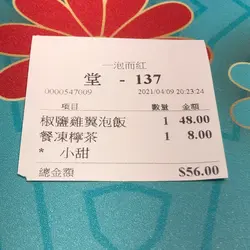 一泡而紅
堂 - 137
0000547009 2021/04/09 20:23:24
項目 數量 金額
椒鹽雞翼泡飯 1 48.00
餐凍檸茶 1 8.00
* 小甜
總金額 $56.00